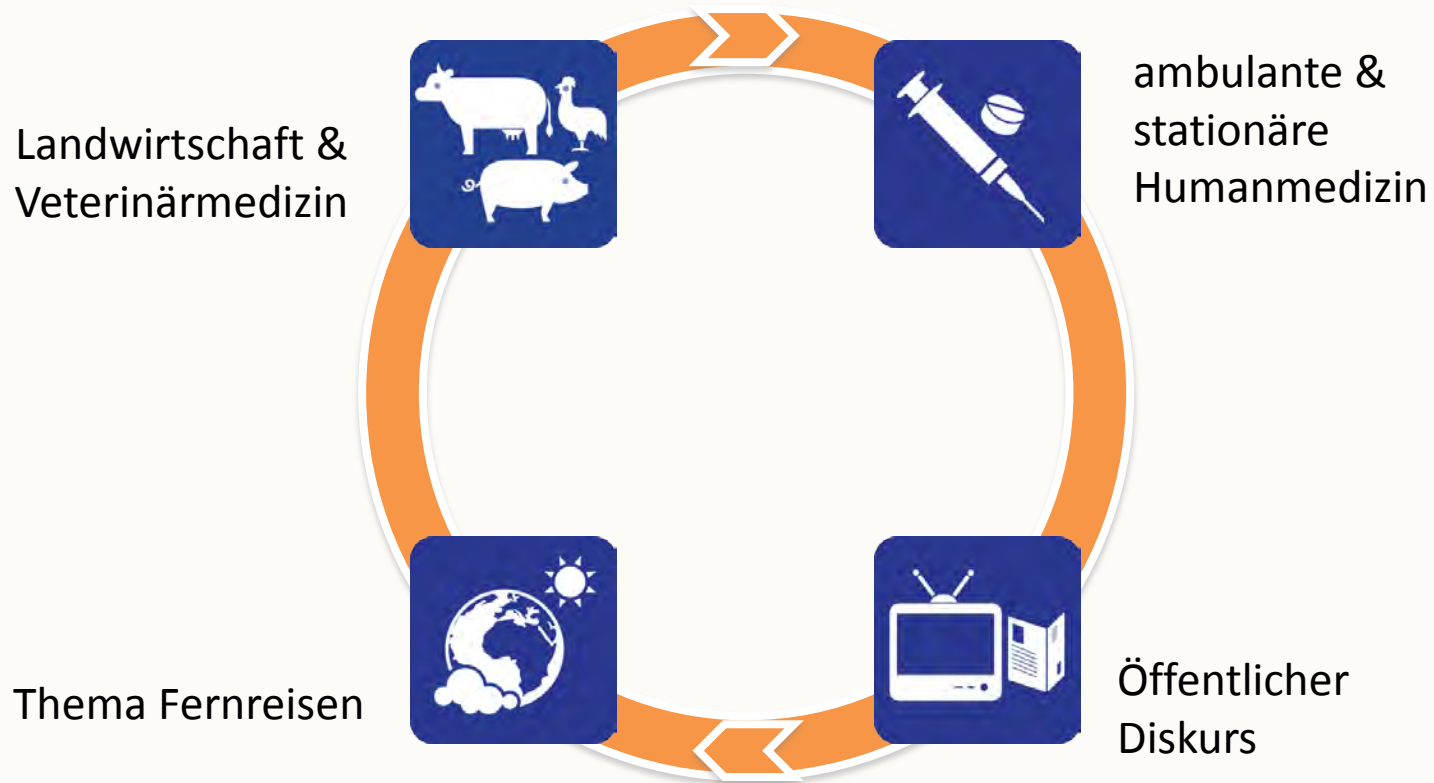 Landwirtschaft &
Veterinärmedizin
ambulante &
stationäre
Humanmedizin
Thema Fernreisen
Öffentlicher
Diskurs